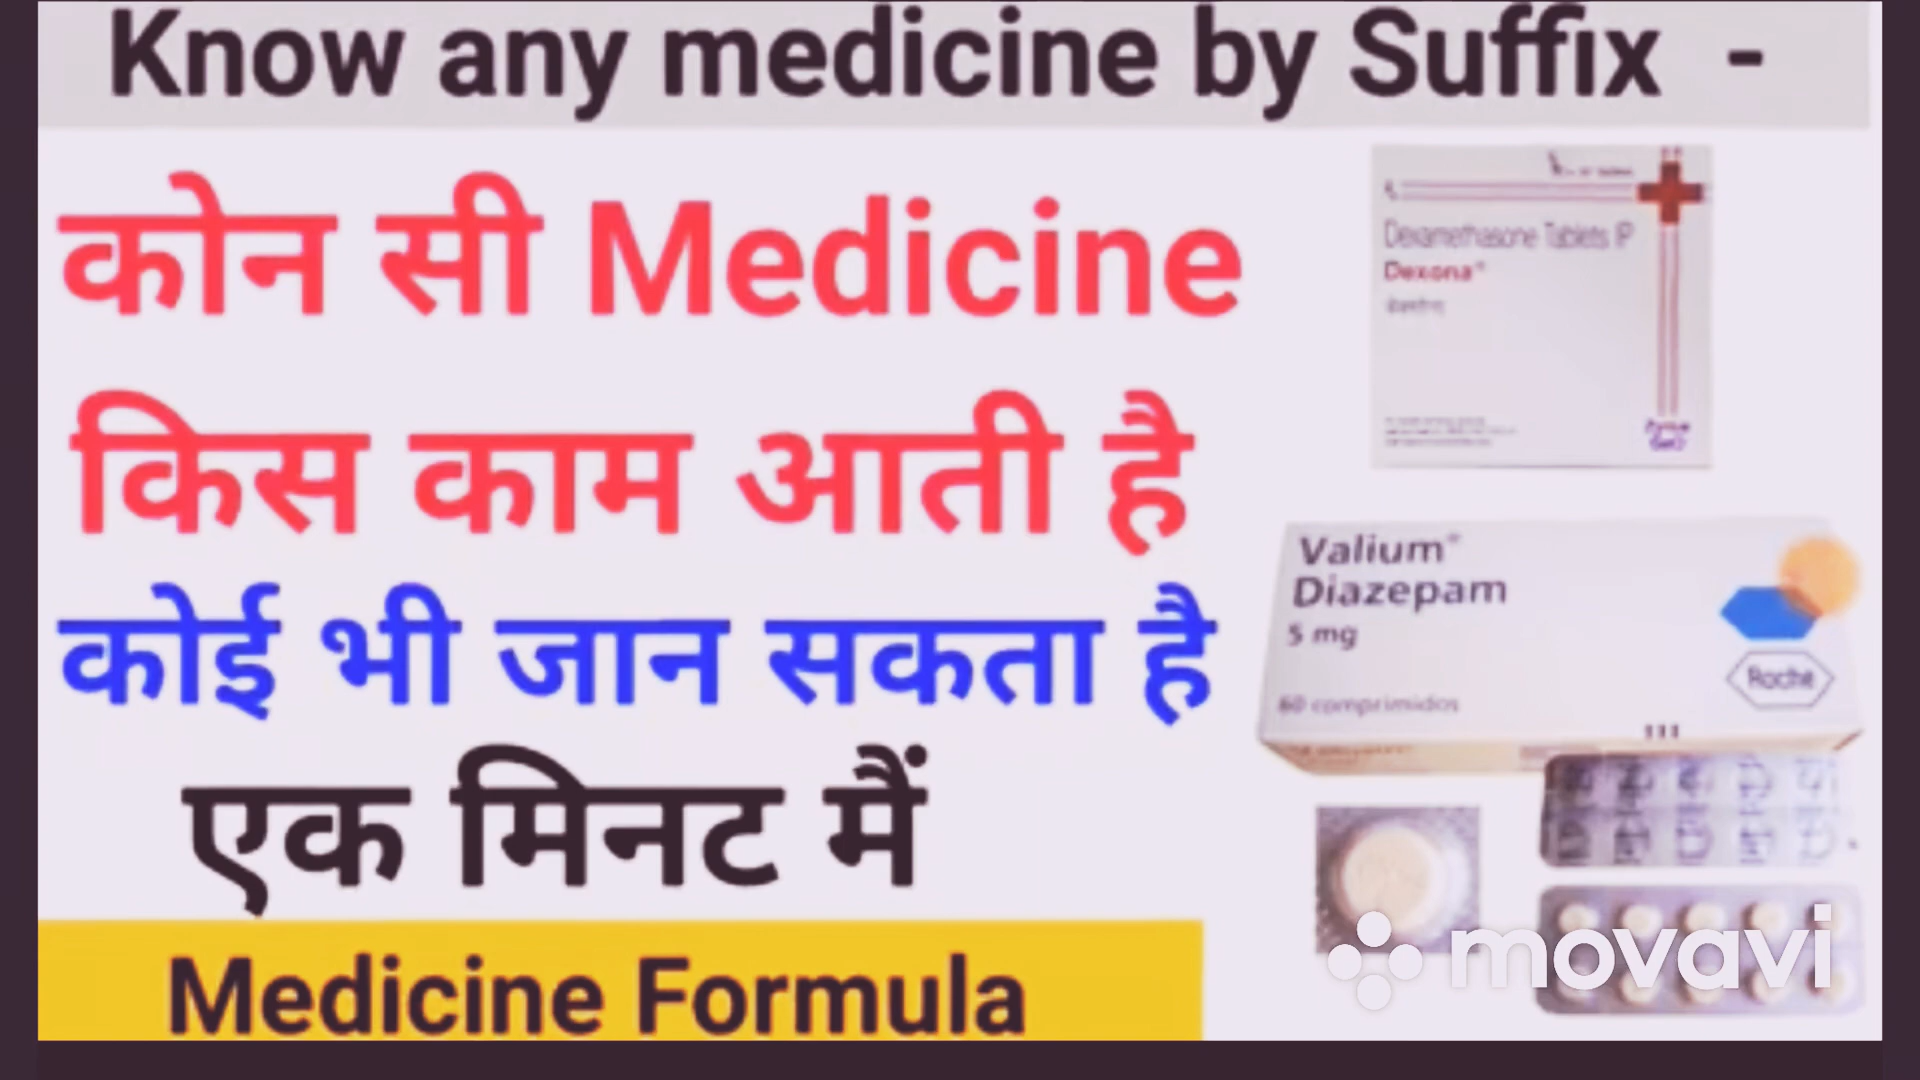 Know any medicine by Suffix -
कोन सी Medicine
किस काम आती है
कोई भी जान सकता है
एक मिनट मैं
Medicine Formula
Dexamethasone Tablets IP
Dexona®
Valium®
Diazepam
5 mg
Roche
60 comprimidos
movavi